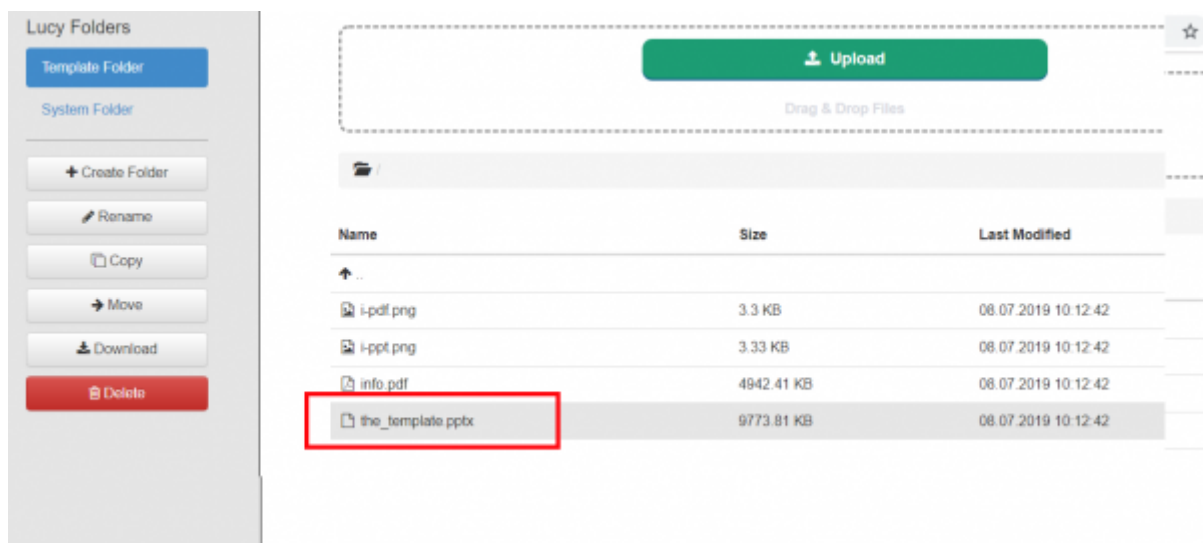 Lucy Folders
Template Folder
System Folder
Create Folder
Rename
Copy
Move
Download
Delete
Upload
Drag & Drop Files
/
Name Size Last Modified
..
i-pdf.png 3.3 KB 08.07.2019 10:12:42
i-ppt.png 3.33 KB 08.07.2019 10:12:42
info.pdf 4942.41 KB 08.07.2019 10:12:42
the_template.pptx 9773.81 KB 08.07.2019 10:12:42